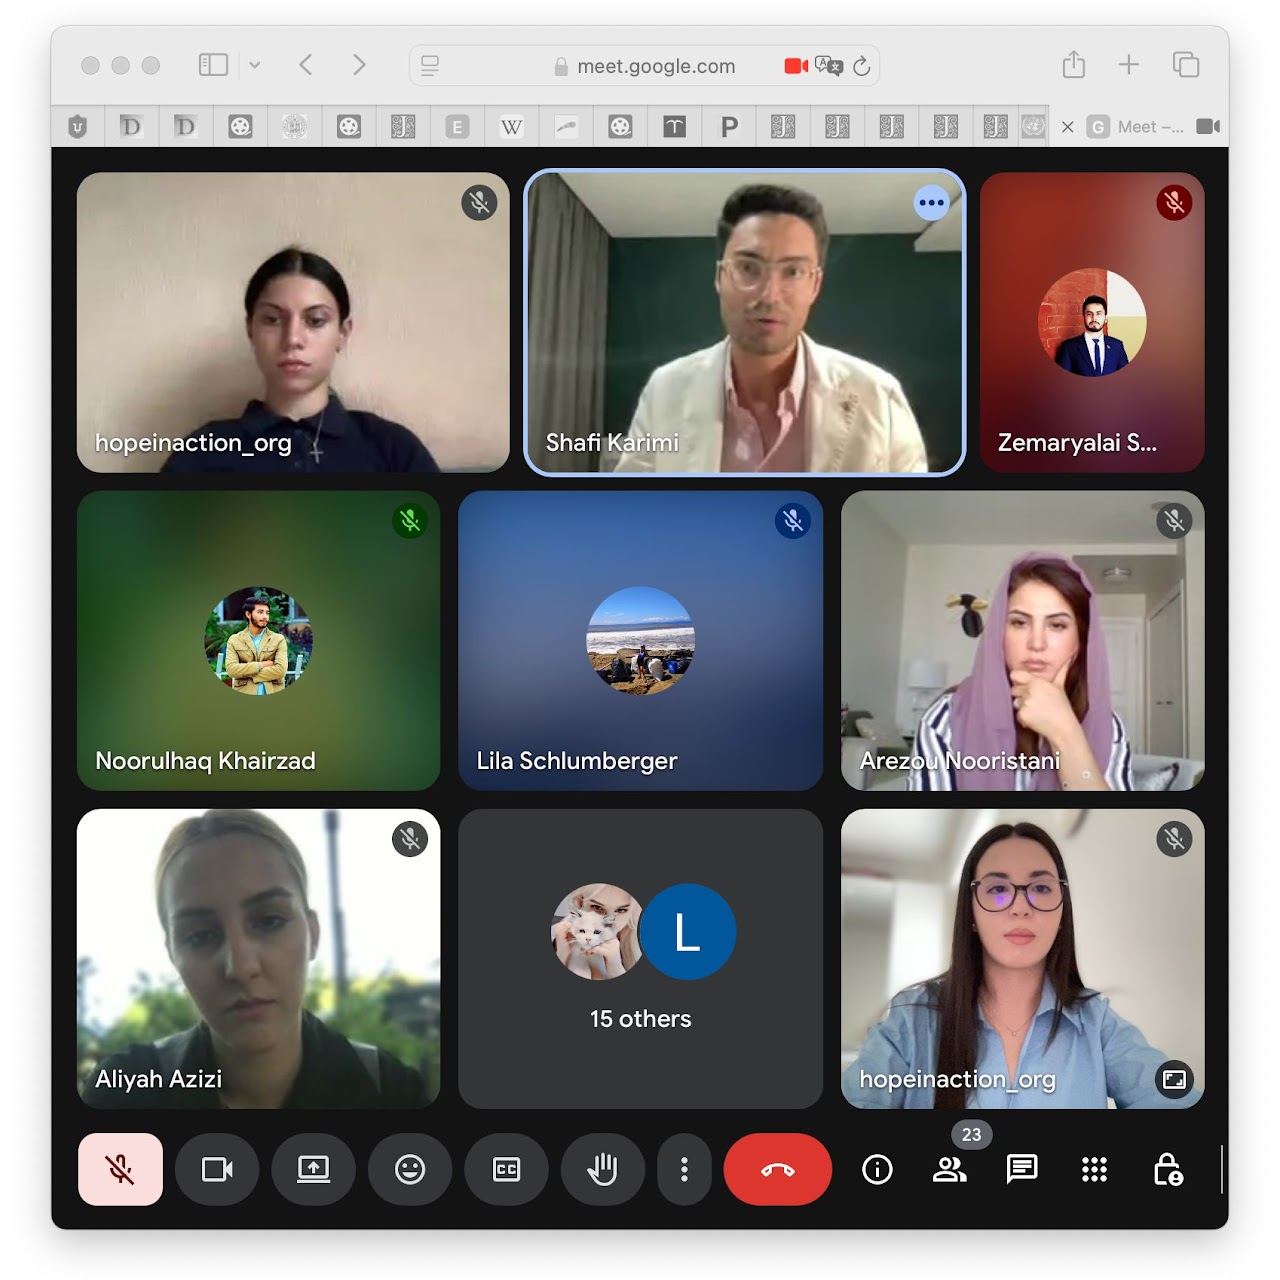 meet.google.com
Meet –...
hopeinaction_org
Shafi Karimi
Zemaryalai S...
Noorulhaq Khairzad
Lila Schlumberger
Arezou Nooristani
Aliyah Azizi
L
15 others
hopeinaction_org
23
CC